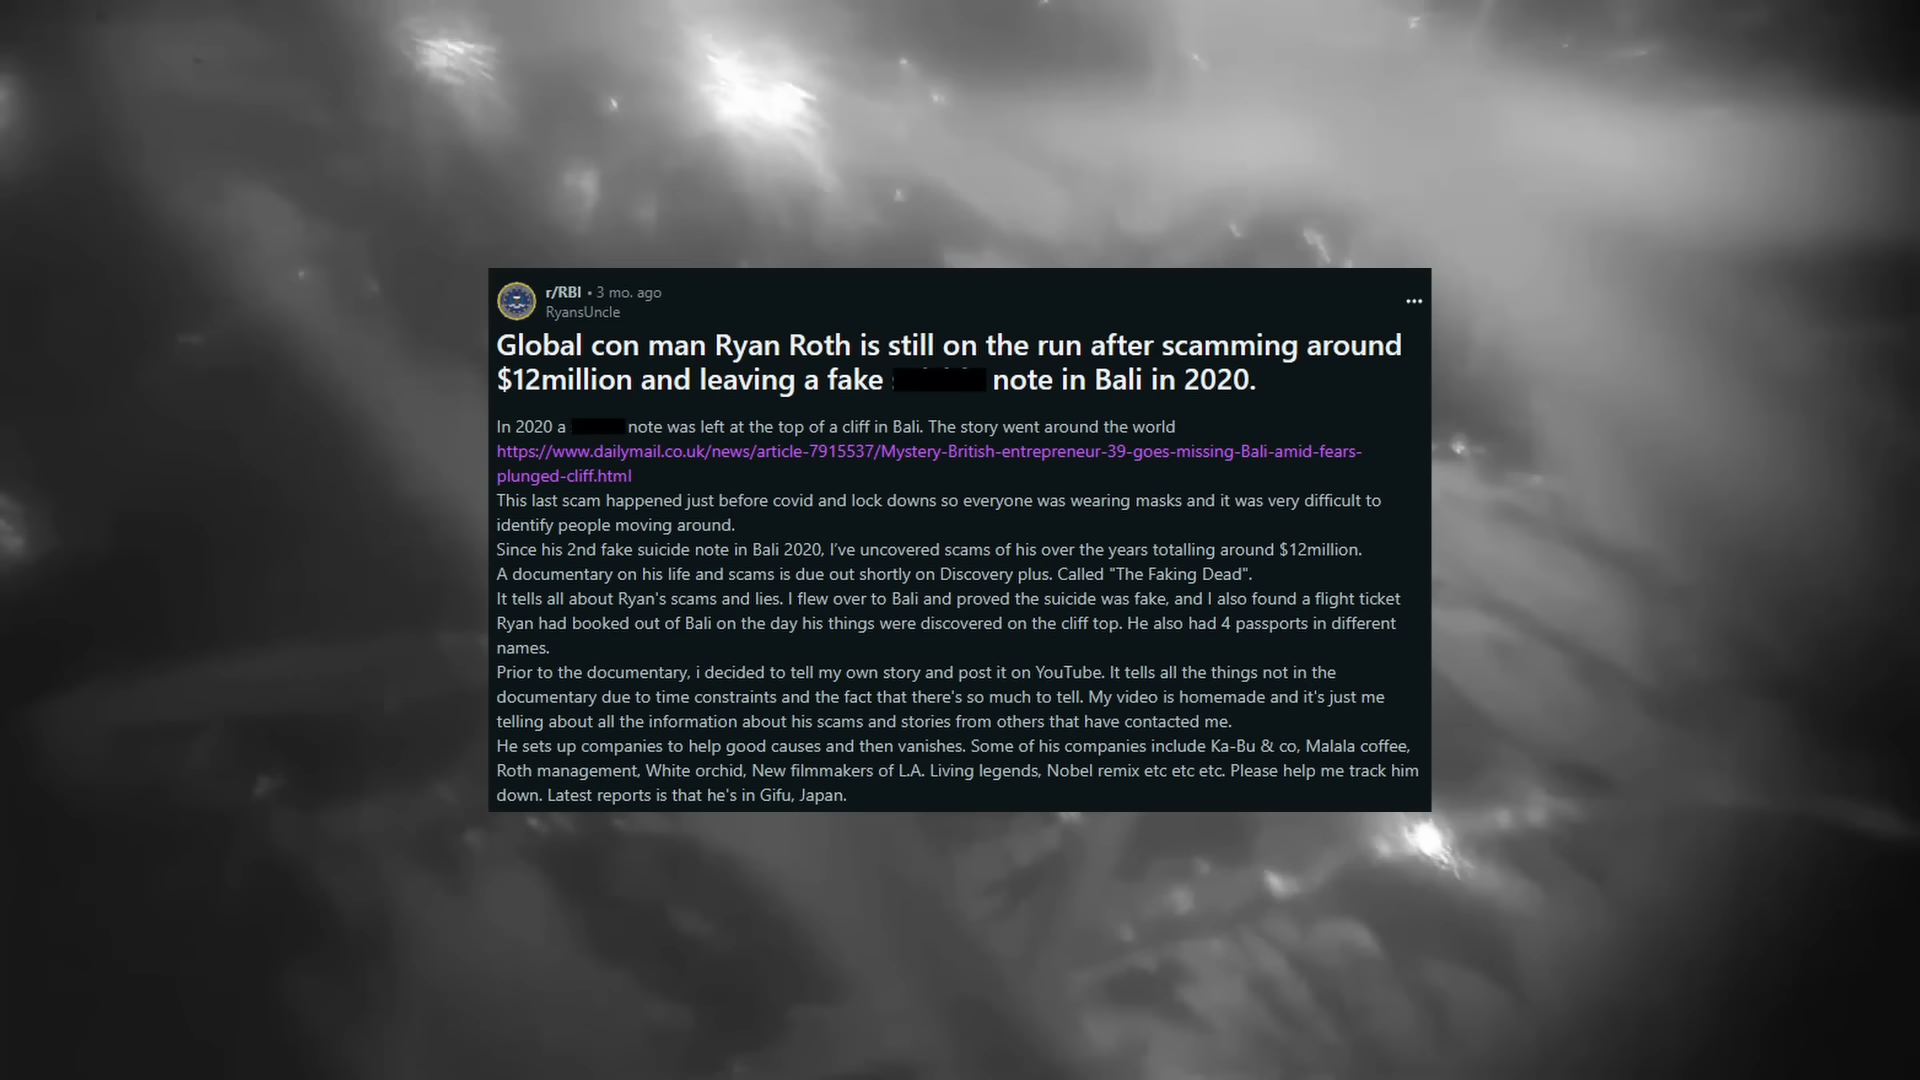 r/RBI • 3 mo. ago
RyansUncle
Global con man Ryan Roth is still on the run after scamming around
$12million and leaving a fake note in Bali in 2020.
In 2020 a note was left at the top of a cliff in Bali. The story went around the world
https://www.dailymail.co.uk/news/article-7915537/Mystery-British-entrepreneur-39-goes-missing-Bali-amid-fears-
plunged-cliff.html
This last scam happened just before covid and lock downs so everyone was wearing masks and it was very difficult to
identify people moving around.
Since his 2nd fake suicide note in Bali 2020, I've uncovered scams of his over the years totalling around $12million.
A documentary on his life and scams is due out shortly on Discovery plus. Called "The Faking Dead".
It tells all about Ryan's scams and lies. I flew over to Bali and proved the suicide was fake, and I also found a flight ticket
Ryan had booked out of Bali on the day his things were discovered on the cliff top. He also had 4 passports in different
names.
Prior to the documentary, i decided to tell my own story and post it on YouTube. It tells all the things not in the
documentary due to time constraints and the fact that there's so much to tell. My video is homemade and it's just me
telling about all the information about his scams and stories from others that have contacted me.
He sets up companies to help good causes and then vanishes. Some of his companies include Ka-Bu & co, Malala coffee,
Roth management, White orchid, New filmmakers of L.A. Living legends, Nobel remix etc etc etc. Please help me track him
down. Latest reports is that he's in Gifu, Japan.